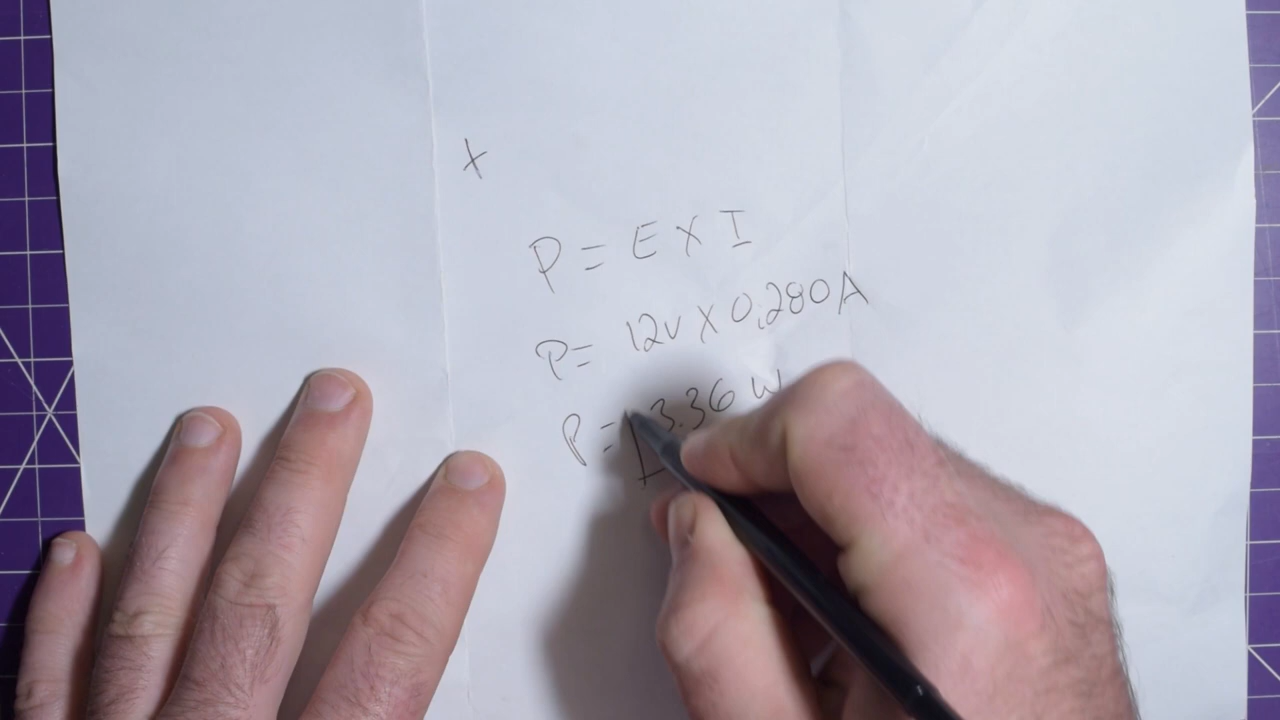 X
P = E X I
P = 12V X 0.280A
P = 3.36 W